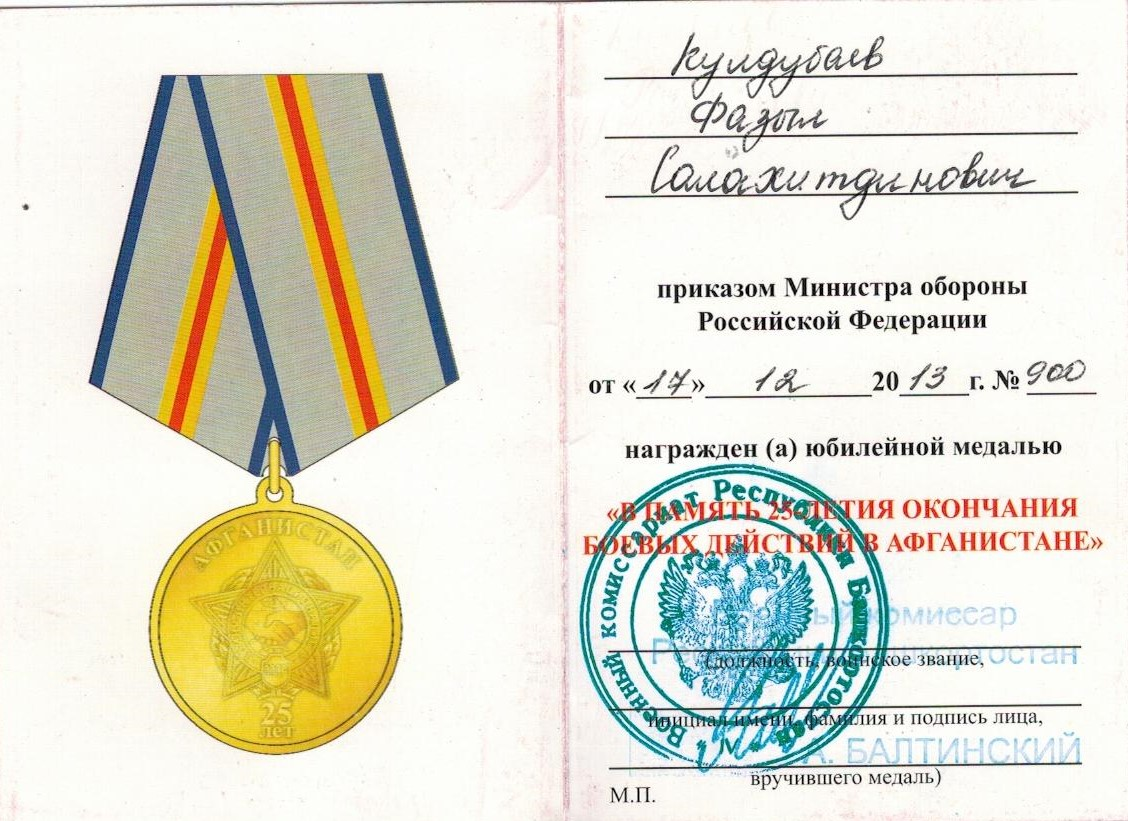 АФГАНИСТАН
25
лет
Кулдубаев
Фазыл
Салахитдинович
приказом Министра обороны
Российской Федерации
от «17» 12 2013 г. № 900
награжден (а) юбилейной медалью
«В ПАМЯТЬ 25-ЛЕТИЯ ОКОНЧАНИЯ
БОЕВЫХ ДЕЙСТВИЙ В АФГАНИСТАНЕ»
Военный комиссариат Республики Башкортостан
Военный комиссар
Республики Башкортостан
(должность, воинское звание,
инициал имени, фамилия и подпись лица,
А. БАЛТИНСКИЙ
вручившего медаль)
М.П.